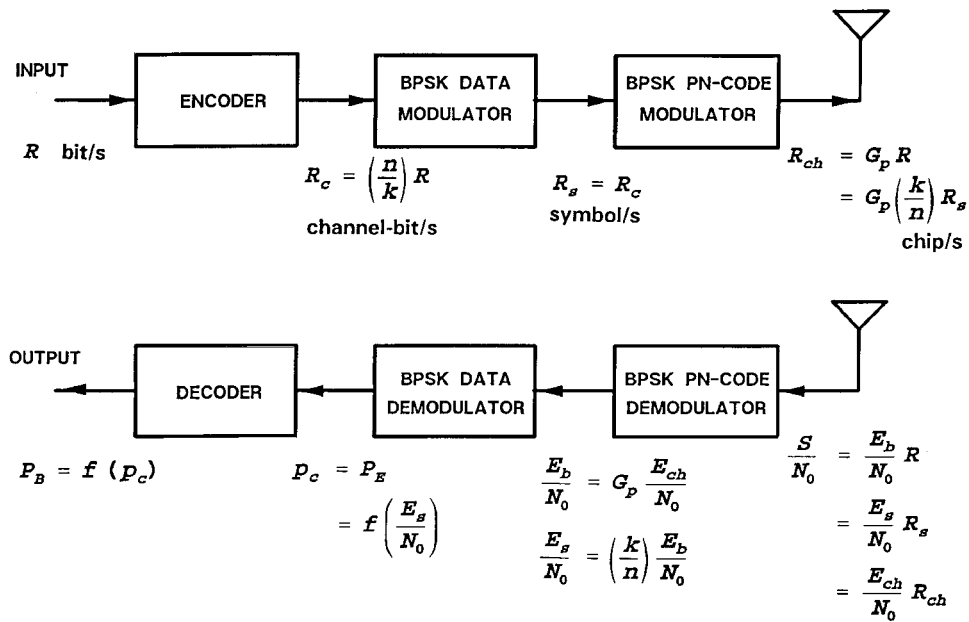 INPUT
R bit/s
ENCODER
R_c = (n/k) R
channel-bit/s
BPSK DATA
MODULATOR
R_s = R_c
symbol/s
BPSK PN-CODE
MODULATOR
R_ch = G_p R
= G_p (k/n) R_s
chip/s
OUTPUT
P_B = f (p_c)
DECODER
p_c = P_E
= f (E_s/N_0)
BPSK DATA
DEMODULATOR
E_b/N_0 = G_p E_ch/N_0
E_s/N_0 = (k/n) E_b/N_0
BPSK PN-CODE
DEMODULATOR
S/N_0 = E_b/N_0 R
= E_s/N_0 R_s
= E_ch/N_0 R_ch